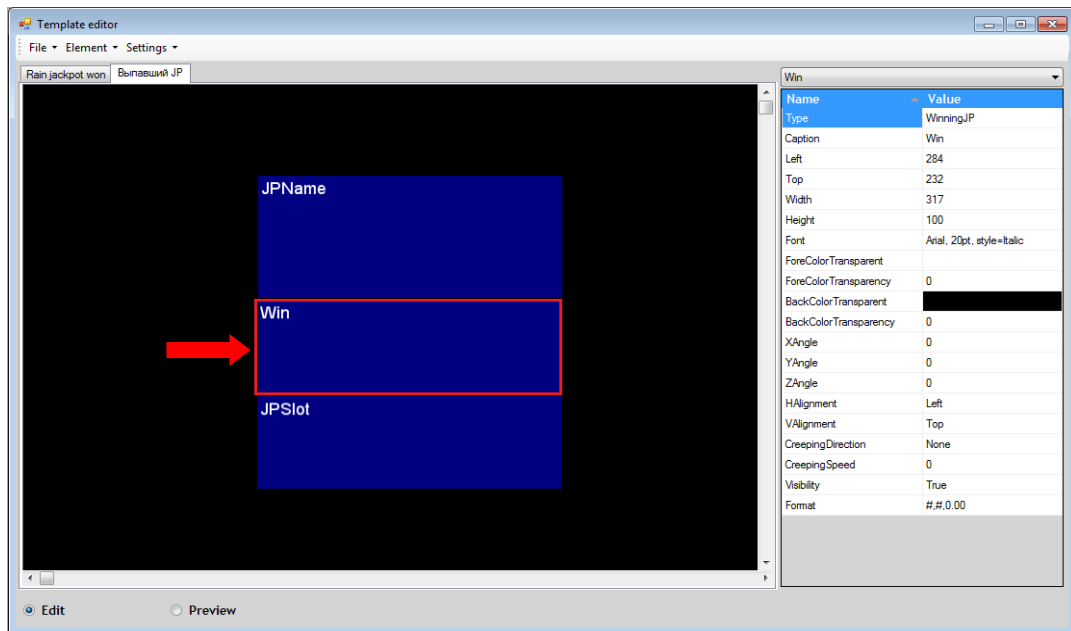 Template editor
File Element Settings
Rain jackpot won Выпавший JP
JPName
Win
JPSlot
Win
Name Value
Type WinningJP
Caption Win
Left 284
Top 232
Width 317
Height 100
Font Arial, 20pt, style=Italic
ForeColorTransparent
ForeColorTransparency 0
BackColorTransparent
BackColorTransparency 0
XAngle 0
YAngle 0
ZAngle 0
HAlignment Left
VAlignment Top
CreepingDirection None
CreepingSpeed 0
Visibility True
Format #,#,0.00
Edit Preview